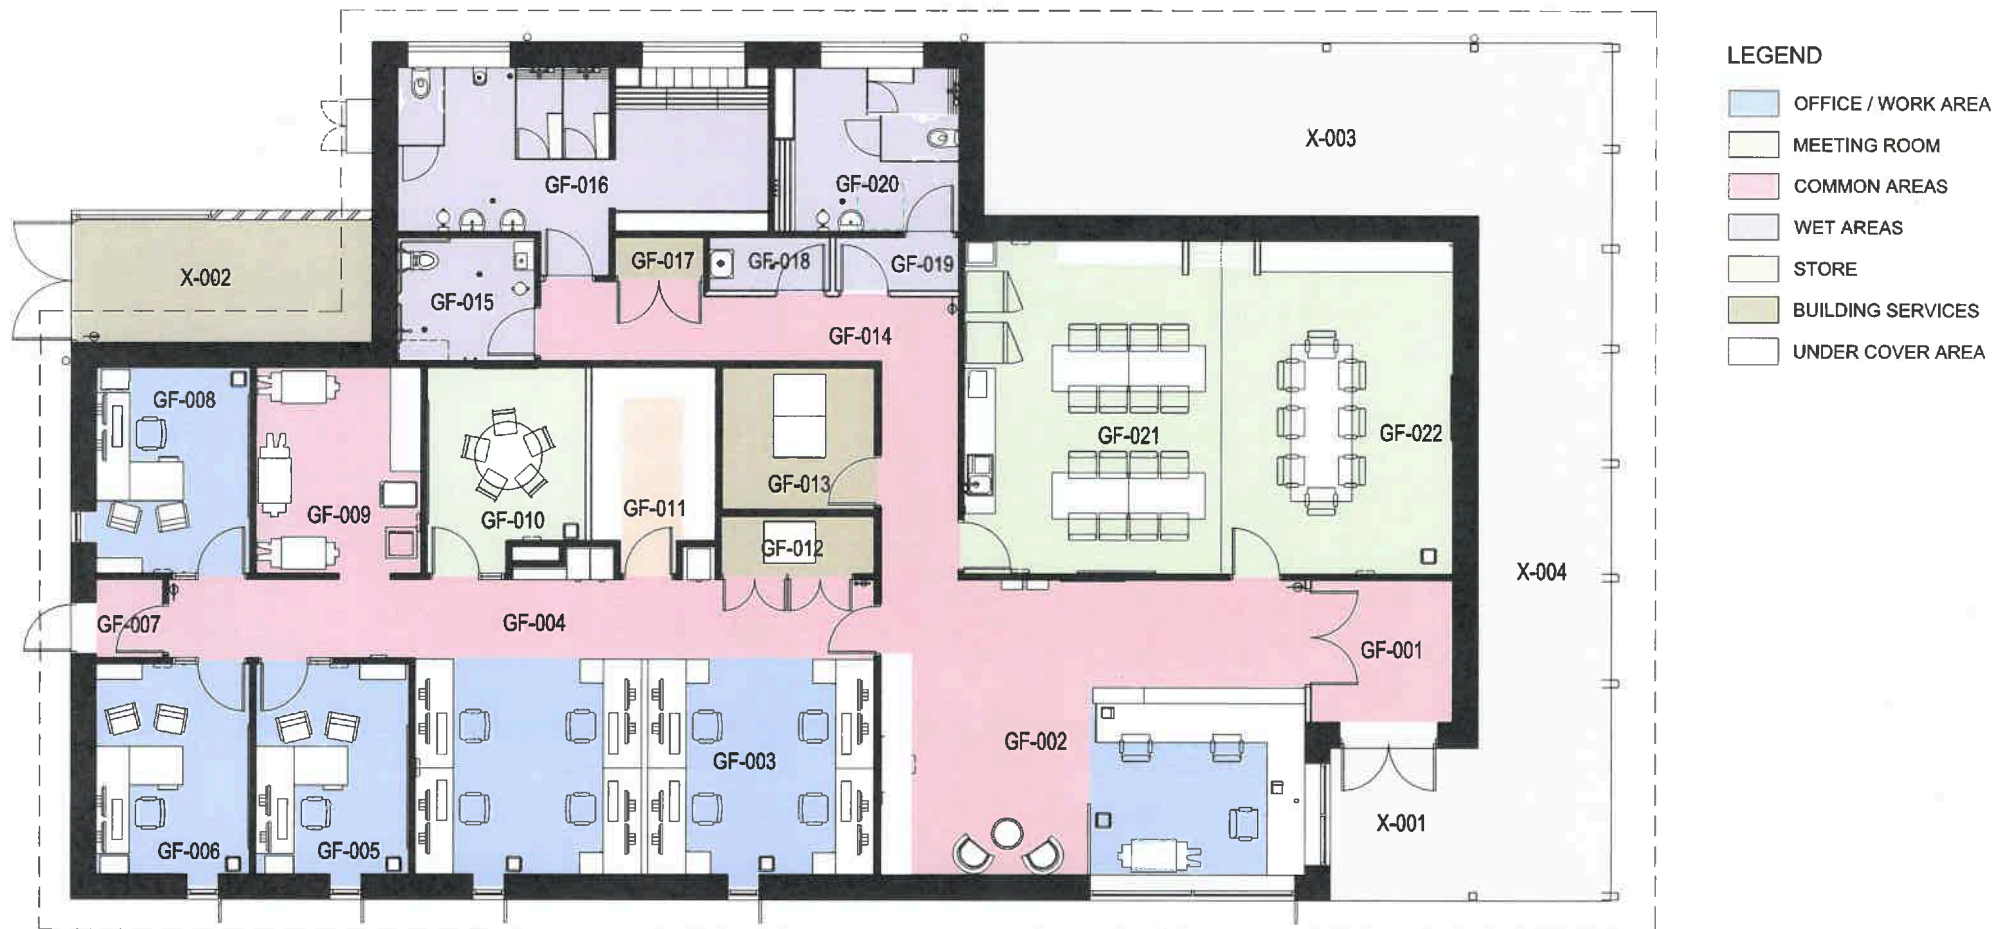 LEGEND
OFFICE / WORK AREA
MEETING ROOM
COMMON AREAS
WET AREAS
STORE
BUILDING SERVICES
UNDER COVER AREA
X-003
GF-016
GF-020
X-002
GF-017
GF-018
GF-019
GF-015
GF-014
GF-008
GF-009
GF-010
GF-011
GF-013
GF-012
GF-021
GF-022
X-004
GF-007
GF-004
GF-001
GF-006
GF-005
GF-003
GF-002
X-001